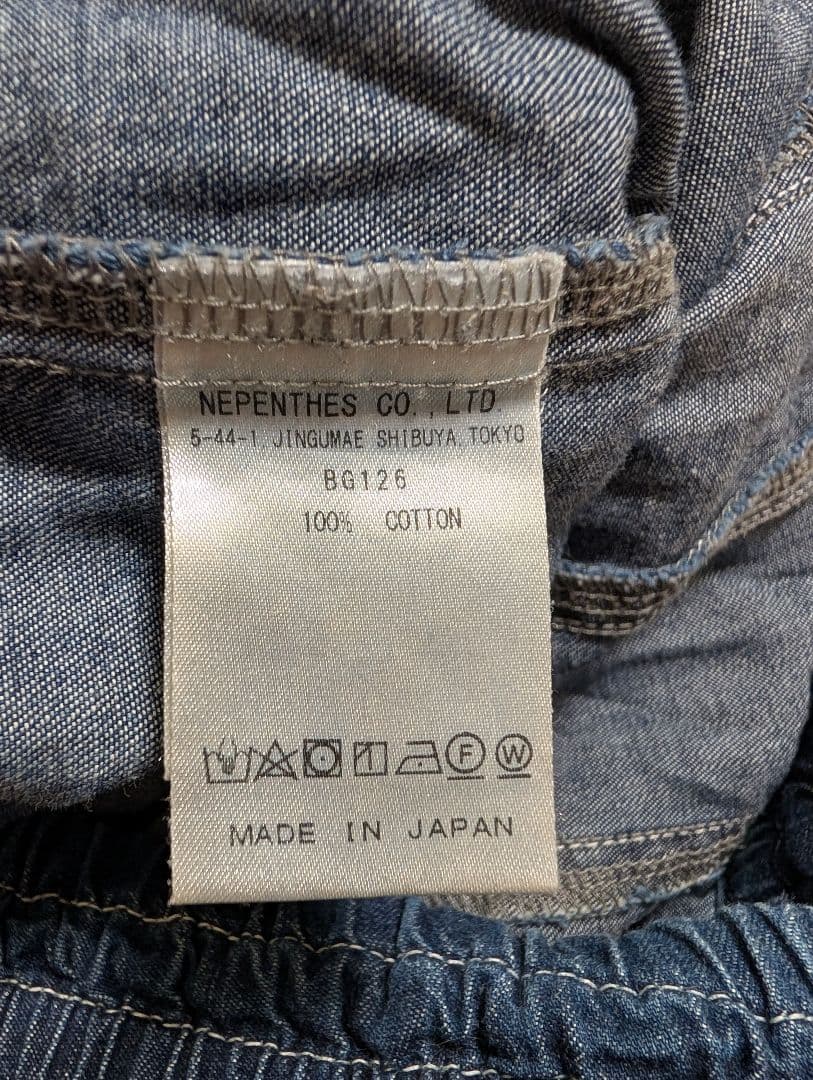 NEPENTHES CO.,LTD.
5-44-1 JINGUMAE SHIBUYA TOKYO
BG126
100% COTTON
F W
MADE IN JAPAN